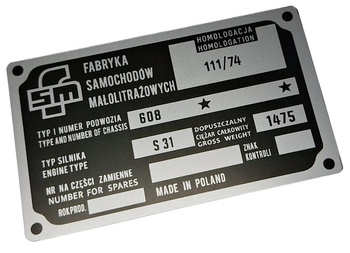 fsm
FABRYKA
SAMOCHODÓW
MAŁOLITRAŻOWYCH
HOMOLOGACJA
HOMOLOGATION
111/74
TYP I NUMER PODWOZIA
TYPE AND NUMBER OF CHASSIS
608
TYP SILNIKA
ENGINE TYPE
S 31
DOPUSZCZALNY
CIĘŻAR CAŁKOWITY
GROSS WEIGHT
1475
NR NA CZĘŚCI ZAMIENNE
NUMBER FOR SPARES
ZNAK
KONTROLI
ROKPROD.
MADE IN POLAND